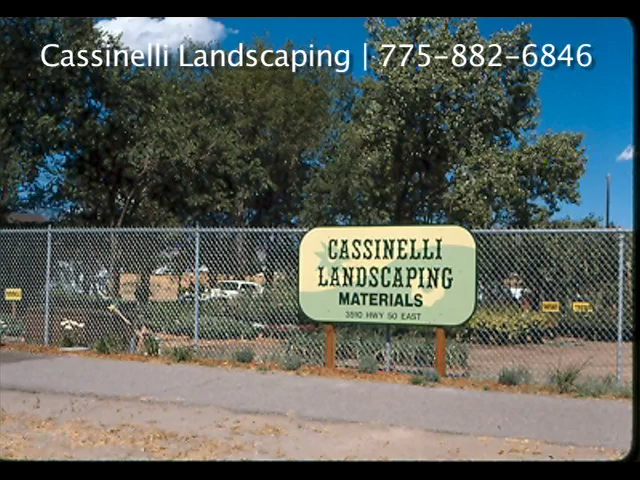 Cassinelli Landscaping | 775-882-6846
CASSINELLI
LANDSCAPING
MATERIALS
3510 HWY 50 EAST